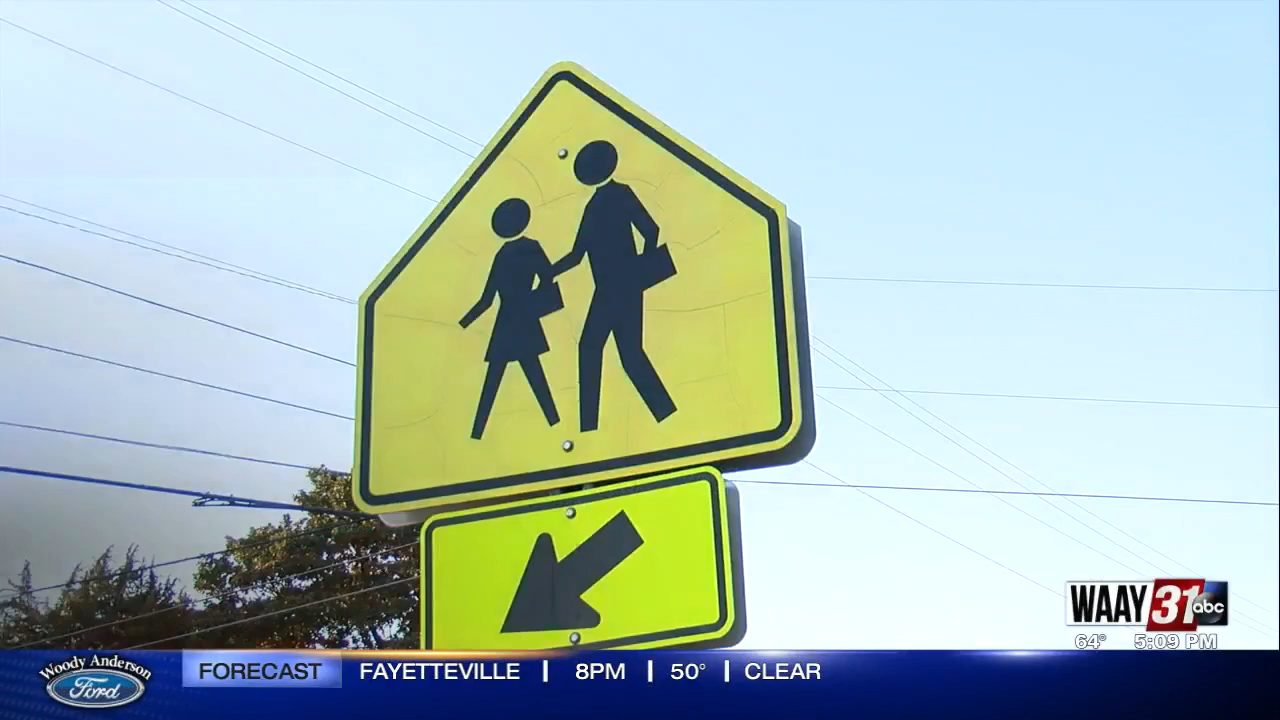 WAAY 31 abc
64° 5:09 PM
Woody Anderson
Ford
FORECAST FAYETTEVILLE | 8PM | 50° | CLEAR